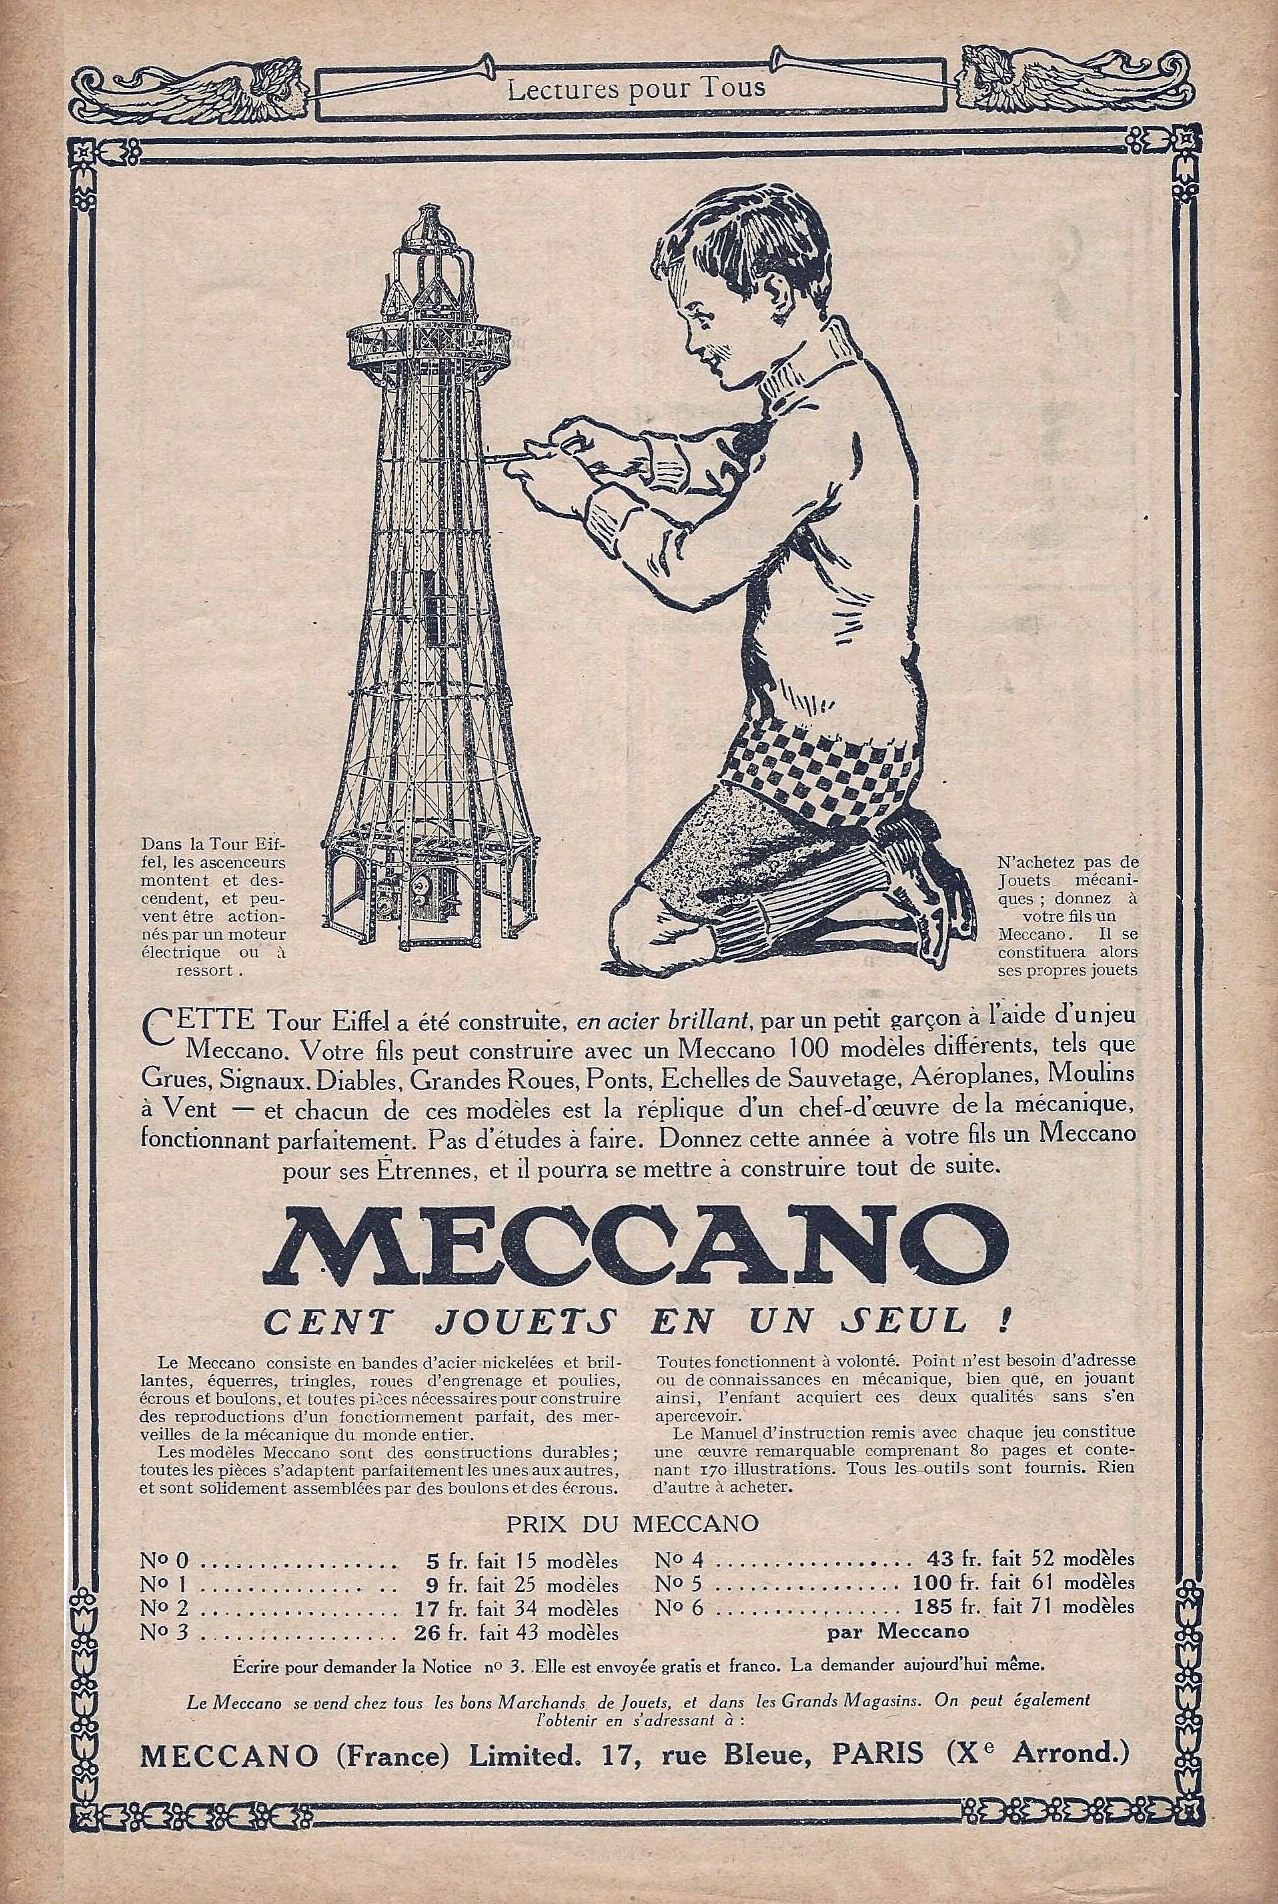 Lectures pour Tous
Dans la Tour Eif-
fel, les ascenceurs
montent et des-
cendent, et peu-
vent être action-
nés par un moteur
électrique ou à
ressort.
N'achetez pas de
Jouets mécani-
ques ; donnez à
votre fils un
Meccano. Il se
constituera alors
ses propres jouets
CETTE Tour Eiffel a été construite, en acier brillant, par un petit garçon à l'aide d'un jeu
Meccano. Votre fils peut construire avec un Meccano 100 modèles différents, tels que
Grues, Signaux. Diables, Grandes Roues, Ponts, Echelles de Sauvetage, Aéroplanes, Moulins
à Vent — et chacun de ces modèles est la réplique d'un chef-d'œuvre de la mécanique,
fonctionnant parfaitement. Pas d'études à faire. Donnez cette année à votre fils un Meccano
pour ses Étrennes, et il pourra se mettre à construire tout de suite.
MECCANO
CENT JOUETS EN UN SEUL !
Le Meccano consiste en bandes d'acier nickelées et bril-
lantes, équerres, tringles, roues d'engrenage et poulies,
écrous et boulons, et toutes pièces nécessaires pour construire
des reproductions d'un fonctionnement parfait, des mer-
veilles de la mécanique du monde entier.
Les modèles Meccano sont des constructions durables ;
toutes les pièces s'adaptent parfaitement les unes aux autres,
et sont solidement assemblées par des boulons et des écrous.
Toutes fonctionnent à volonté. Point n'est besoin d'adresse
ou de connaissances en mécanique, bien que, en jouant
ainsi, l'enfant acquiert ces deux qualités sans s'en
apercevoir.
Le Manuel d'instruction remis avec chaque jeu constitue
une œuvre remarquable comprenant 80 pages et conte-
nant 170 illustrations. Tous les outils sont fournis. Rien
d'autre à acheter.
PRIX DU MECCANO
No 0 ................. 5 fr. fait 15 modèles
No 1 ................. 9 fr. fait 25 modèles
No 2 ................. 17 fr. fait 34 modèles
No 3 ................. 26 fr. fait 43 modèles
No 4 ................. 43 fr. fait 52 modèles
No 5 ................. 100 fr. fait 61 modèles
No 6 ................. 185 fr. fait 71 modèles
par Meccano
Écrire pour demander la Notice no 3. Elle est envoyée gratis et franco. La demander aujourd'hui même.
Le Meccano se vend chez tous les bons Marchands de Jouets, et dans les Grands Magasins. On peut également
l'obtenir en s'adressant à :
MECCANO (France) Limited. 17, rue Bleue, PARIS (Xe Arrond.)